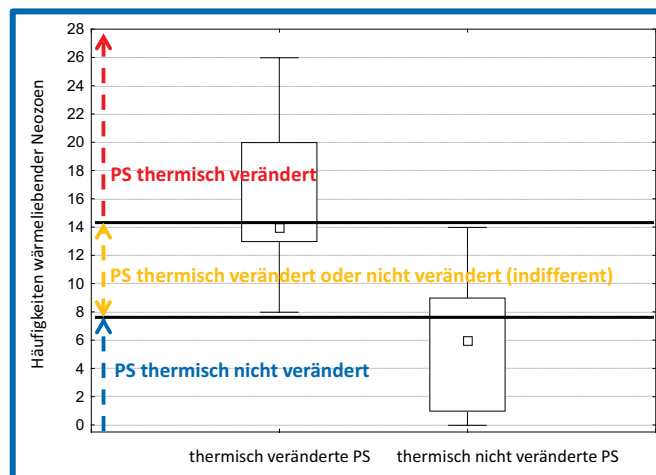 Häufigkeiten wärmeliebender Neozoen
28
26
24
22
20
18
16
14
12
10
8
6
4
2
0
PS thermisch verändert
PS thermisch verändert oder nicht verändert (indifferent)
PS thermisch nicht verändert
thermisch veränderte PS
thermisch nicht veränderte PS